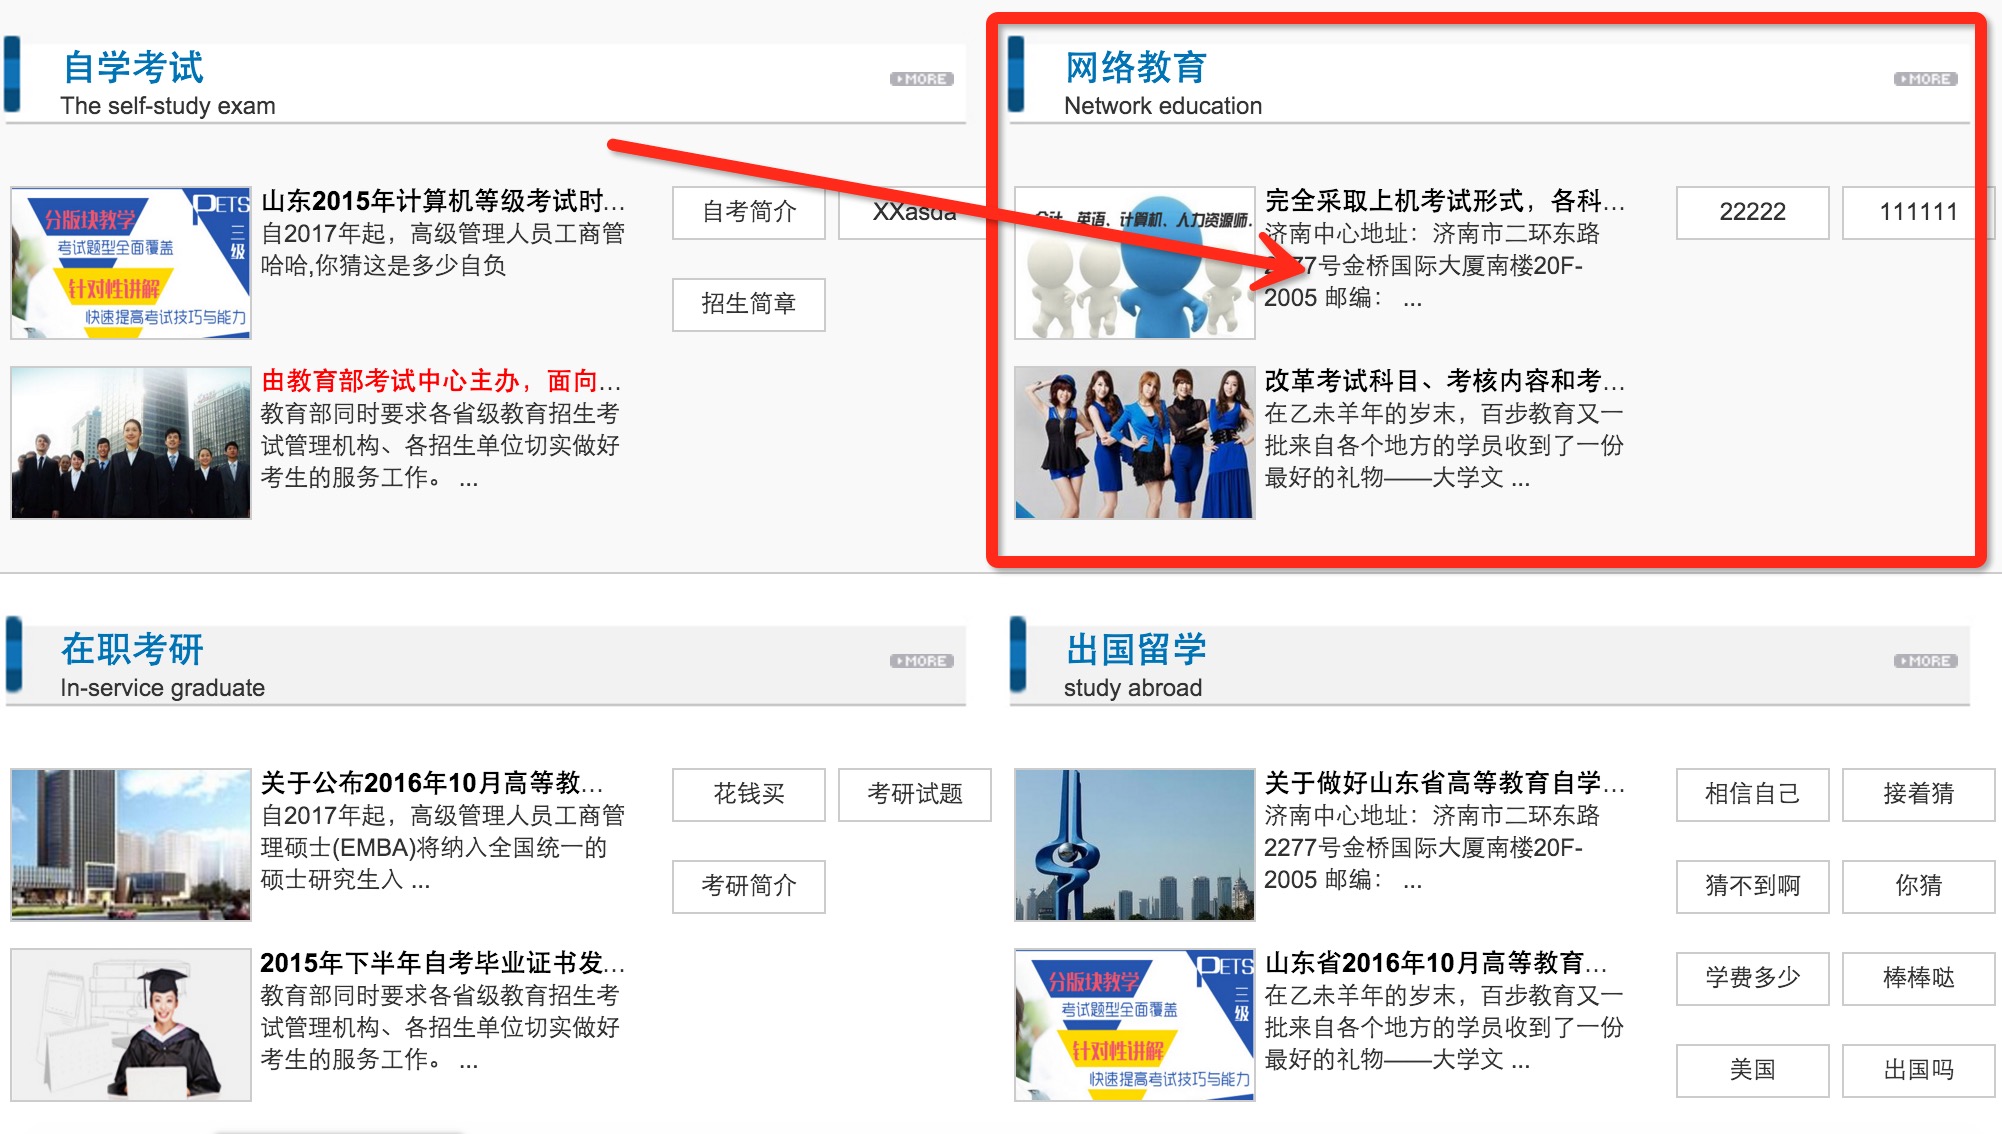 自学考试
MORE
The self-study exam
网络教育
MORE
Network education
PETS
三级
分版块教学
考试题型全面覆盖
针对性讲解
快速提高考试技巧与能力
山东2015年计算机等级考试时...
自2017年起，高级管理人员工商管
哈哈,你猜这是多少自负
自考简介
XXasda
招生简章
由教育部考试中心主办，面向...
教育部同时要求各省级教育招生考
试管理机构、各招生单位切实做好
考生的服务工作。 ...
会计、英语、计算机、人力资源师.
完全采取上机考试形式，各科...
济南中心地址：济南市二环东路
2277号金桥国际大厦南楼20F-
2005 邮编： ...
22222
111111
改革考试科目、考核内容和考...
在乙未羊年的岁末，百步教育又一
批来自各个地方的学员收到了一份
最好的礼物——大学文 ...
在职考研
MORE
In-service graduate
出国留学
MORE
study abroad
关于公布2016年10月高等教...
自2017年起，高级管理人员工商管
理硕士(EMBA)将纳入全国统一的
硕士研究生入 ...
花钱买
考研试题
考研简介
2015年下半年自考毕业证书发...
教育部同时要求各省级教育招生考
试管理机构、各招生单位切实做好
考生的服务工作。 ...
关于做好山东省高等教育自学...
济南中心地址：济南市二环东路
2277号金桥国际大厦南楼20F-
2005 邮编： ...
相信自己
接着猜
猜不到啊
你猜
PETS
三级
分版块教学
考试题型全面覆盖
针对性讲解
快速提高考试技巧与能力
山东省2016年10月高等教育...
在乙未羊年的岁末，百步教育又一
批来自各个地方的学员收到了一份
最好的礼物——大学文 ...
学费多少
棒棒哒
美国
出国吗